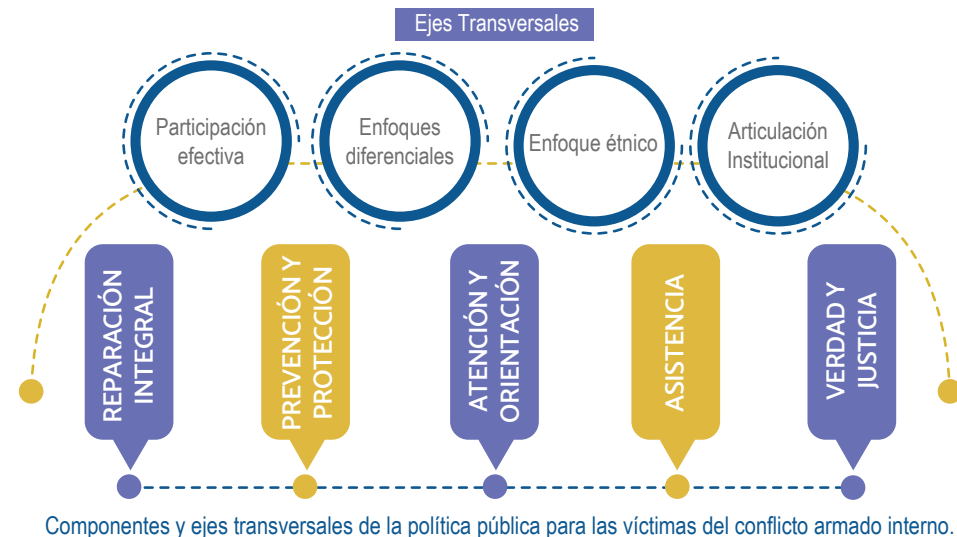 Ejes Transversales
Participación
efectiva
Enfoques
diferenciales
Enfoque étnico
Articulación
Institucional
REPARACIÓN
INTEGRAL
PREVENCIÓN Y
PROTECCIÓN
ATENCIÓN Y
ORIENTACIÓN
ASISTENCIA
VERDAD Y
JUSTICIA
Componentes y ejes transversales de la política pública para las víctimas del conflicto armado interno.